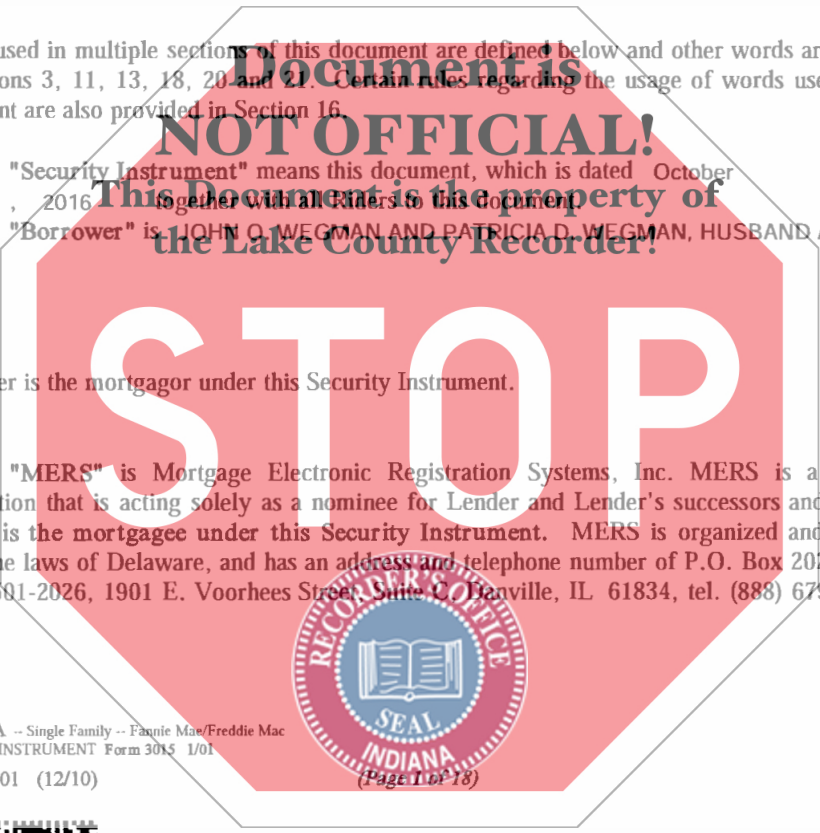 used in multiple sections of this document are defined below and other words ar
ons 3, 11, 13, 18, 20 and 21. Certain rules regarding the usage of words use
nt are also provided in Section 16.
Document is
NOT OFFICIAL!
This Document is the property of
the Lake County Recorder!
"Security Instrument" means this document, which is dated October
, 2016
together with all Riders to this document.
"Borrower" is JOHN O. WEGMAN AND PATRICIA D. WEGMAN, HUSBAND
STOP
er is the mortgagor under this Security Instrument.
"MERS" is Mortgage Electronic Registration Systems, Inc. MERS is a
tion that is acting solely as a nominee for Lender and Lender's successors and
is the mortgagee under this Security Instrument. MERS is organized and
e laws of Delaware, and has an address and telephone number of P.O. Box 202
501-2026, 1901 E. Voorhees Street, Suite C, Danville, IL 61834, tel. (888) 679
RECORDER'S OFFICE
SEAL
INDIANA
A -- Single Family -- Fannie Mae/Freddie Mac
INSTRUMENT Form 3015 1/01
01 (12/10)
(Page 1 of 18)